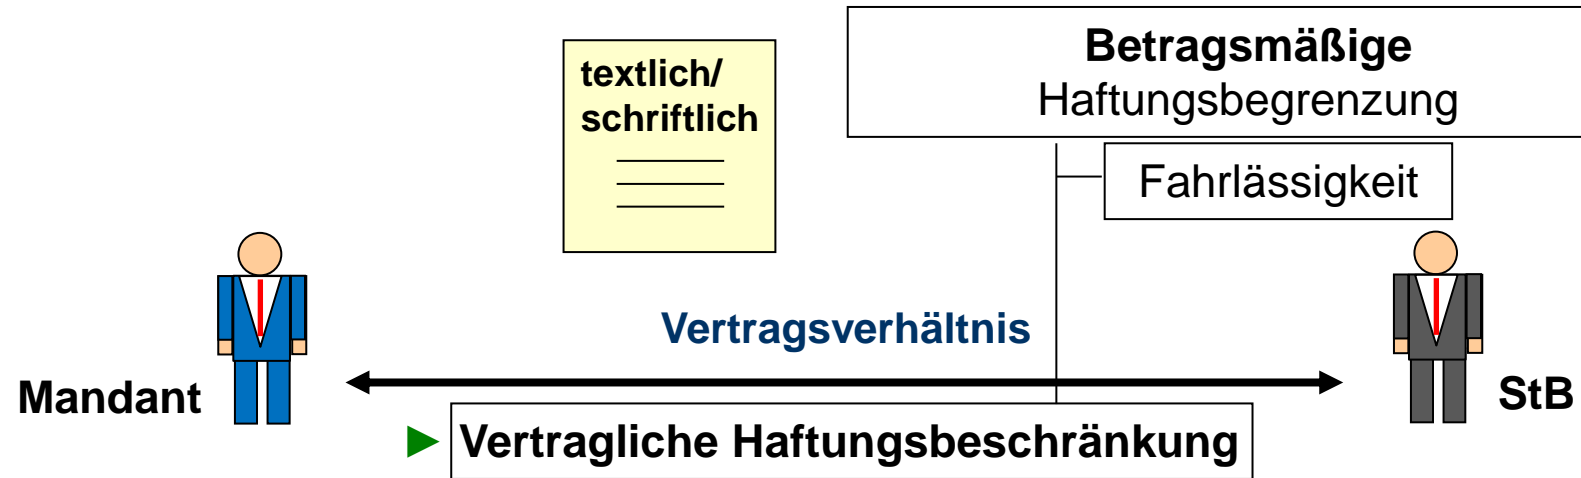 Betragsmäßige
Haftungsbegrenzung
textlich/
schriftlich
Fahrlässigkeit
Vertragsverhältnis
Mandant
StB
Vertragliche Haftungsbeschränkung